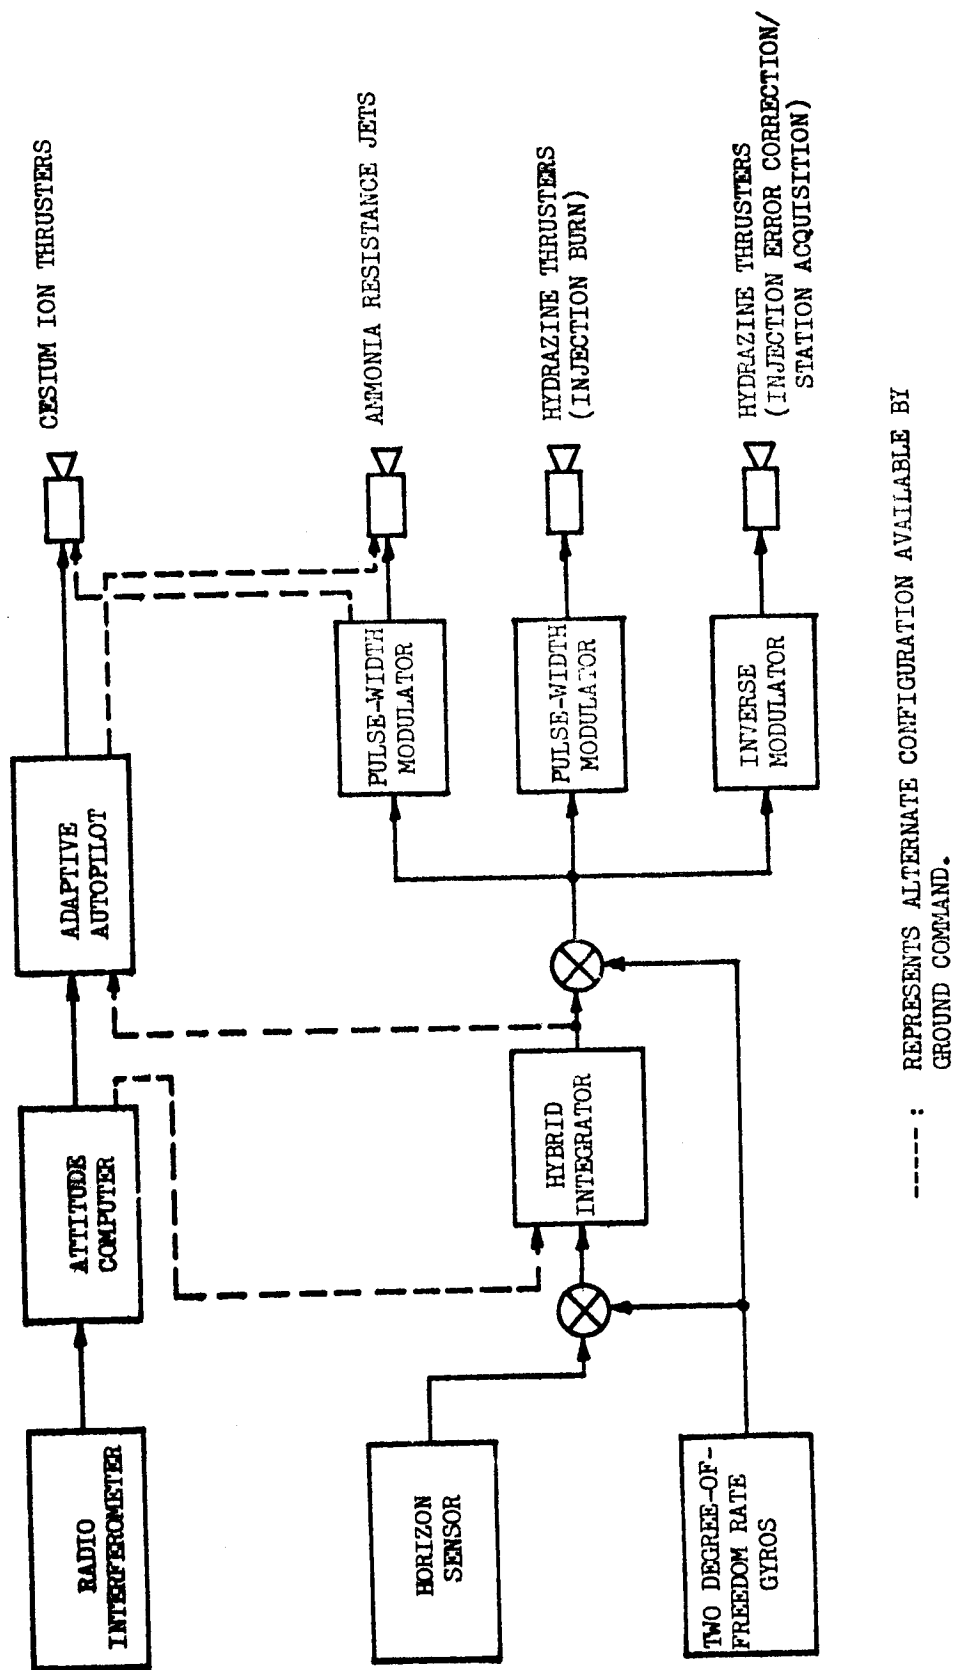 RADIO
INTERFEROMETER
ATTITUDE
COMPUTER
ADAPTIVE
AUTOPILOT
CESIUM ION THRUSTERS
HORIZON
SENSOR
HYBRID
INTEGRATOR
PULSE-WIDTH
MODULATOR
AMMONIA RESISTANCE JETS
PULSE-WIDTH
MODULATOR
HYDRAZINE THRUSTERS
(INJECTION BURN)
TWO DEGREE-OF-
FREEDOM RATE
GYROS
INVERSE
MODULATOR
HYDRAZINE THRUSTERS
(INJECTION ERROR CORRECTION/
STATION ACQUISITION)
-----: REPRESENTS ALTERNATE CONFIGURATION AVAILABLE BY
GROUND COMMAND.